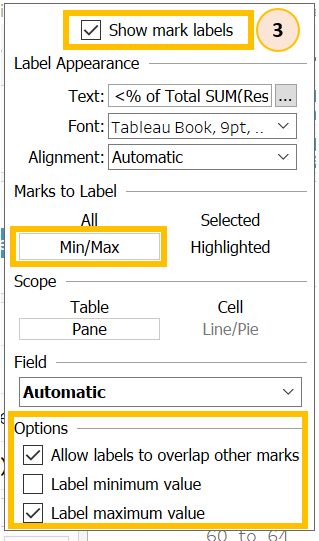 Show mark labels
3
Label Appearance
Text: <% of Total SUM(Res ...
Font: Tableau Book, 9pt, ..
Alignment: Automatic
Marks to Label
All Selected
Min/Max Highlighted
Scope
Table Cell
Pane Line/Pie
Field
Automatic
Options
Allow labels to overlap other marks
Label minimum value
Label maximum value
60 to 64